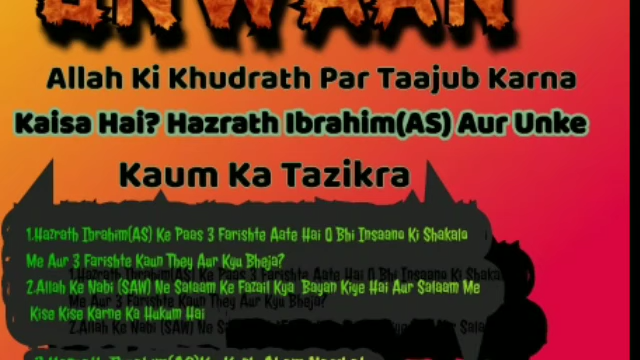 UNWAAN
Allah Ki Khudrath Par Taajub Karna
Kaisa Hai? Hazrath Ibrahim(AS) Aur Unke
Kaum Ka Tazikra
1.Hazrath Ibrahim(AS) Ke Paas 3 Farishte Aate Hai O Bhi Insaano Ki Shakalo
Me Aur 3 Farishte Kaun They Aur Kyu Bheja?
2.Allah Ke Nabi (SAW) Ne Salaam Ke Fazail Kya Bayan Kiye Hai Aur Salaam Me
Kise Kise Karne Ka Hukum Hai